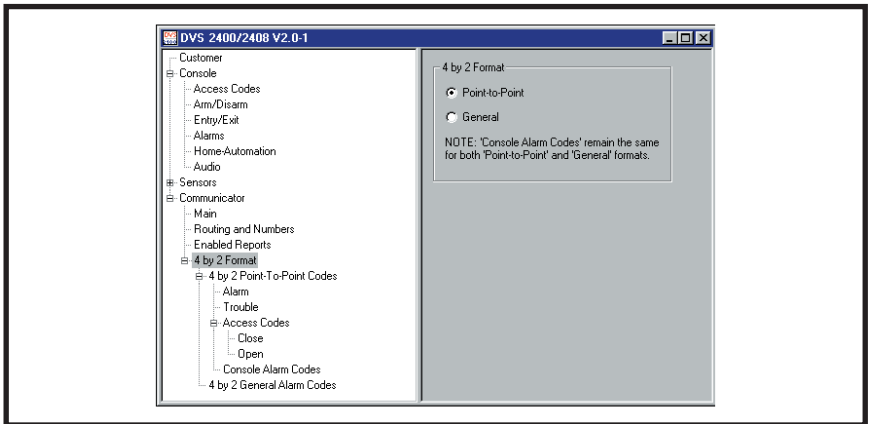 DVS 2400/2408 V2.0-1
Customer
Console
Access Codes
Arm/Disarm
Entry/Exit
Alarms
Home-Automation
Audio
Sensors
Communicator
Main
Routing and Numbers
Enabled Reports
4 by 2 Format
4 by 2 Point-To-Point Codes
Alarm
Trouble
Access Codes
Close
Open
Console Alarm Codes
4 by 2 General Alarm Codes
4 by 2 Format
Point-to-Point
General
NOTE: 'Console Alarm Codes' remain the same
for both 'Point-to-Point' and 'General' formats.